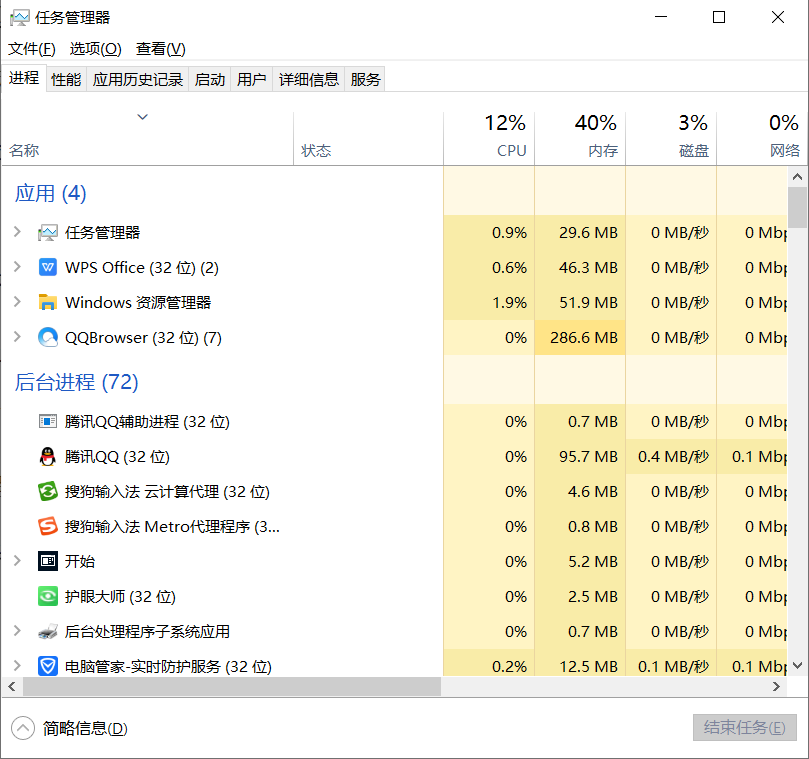 任务管理器
文件(F) 选项(O) 查看(V)
进程 性能 应用历史记录 启动 用户 详细信息 服务
12% 40% 3% 0%
名称 状态 CPU 内存 磁盘 网络
应用 (4)
任务管理器 0.9% 29.6 MB 0 MB/秒 0 Mbp
WPS Office (32 位) (2) 0.6% 46.3 MB 0 MB/秒 0 Mbp
Windows 资源管理器 1.9% 51.9 MB 0 MB/秒 0 Mbp
QQBrowser (32 位) (7) 0% 286.6 MB 0 MB/秒 0 Mbp
后台进程 (72)
腾讯QQ辅助进程 (32 位) 0% 0.7 MB 0 MB/秒 0 Mbp
腾讯QQ (32 位) 0% 95.7 MB 0.4 MB/秒 0.1 Mbp
搜狗输入法 云计算代理 (32 位) 0% 4.6 MB 0 MB/秒 0 Mbp
搜狗输入法 Metro代理程序 (3... 0% 0.8 MB 0 MB/秒 0 Mbp
开始 0% 5.2 MB 0 MB/秒 0 Mbp
护眼大师 (32 位) 0% 2.5 MB 0 MB/秒 0 Mbp
后台处理程序子系统应用 0% 0.7 MB 0 MB/秒 0 Mbp
电脑管家-实时防护服务 (32 位) 0.2% 12.5 MB 0.1 MB/秒 0.1 Mbp
简略信息(D) 结束任务(E)